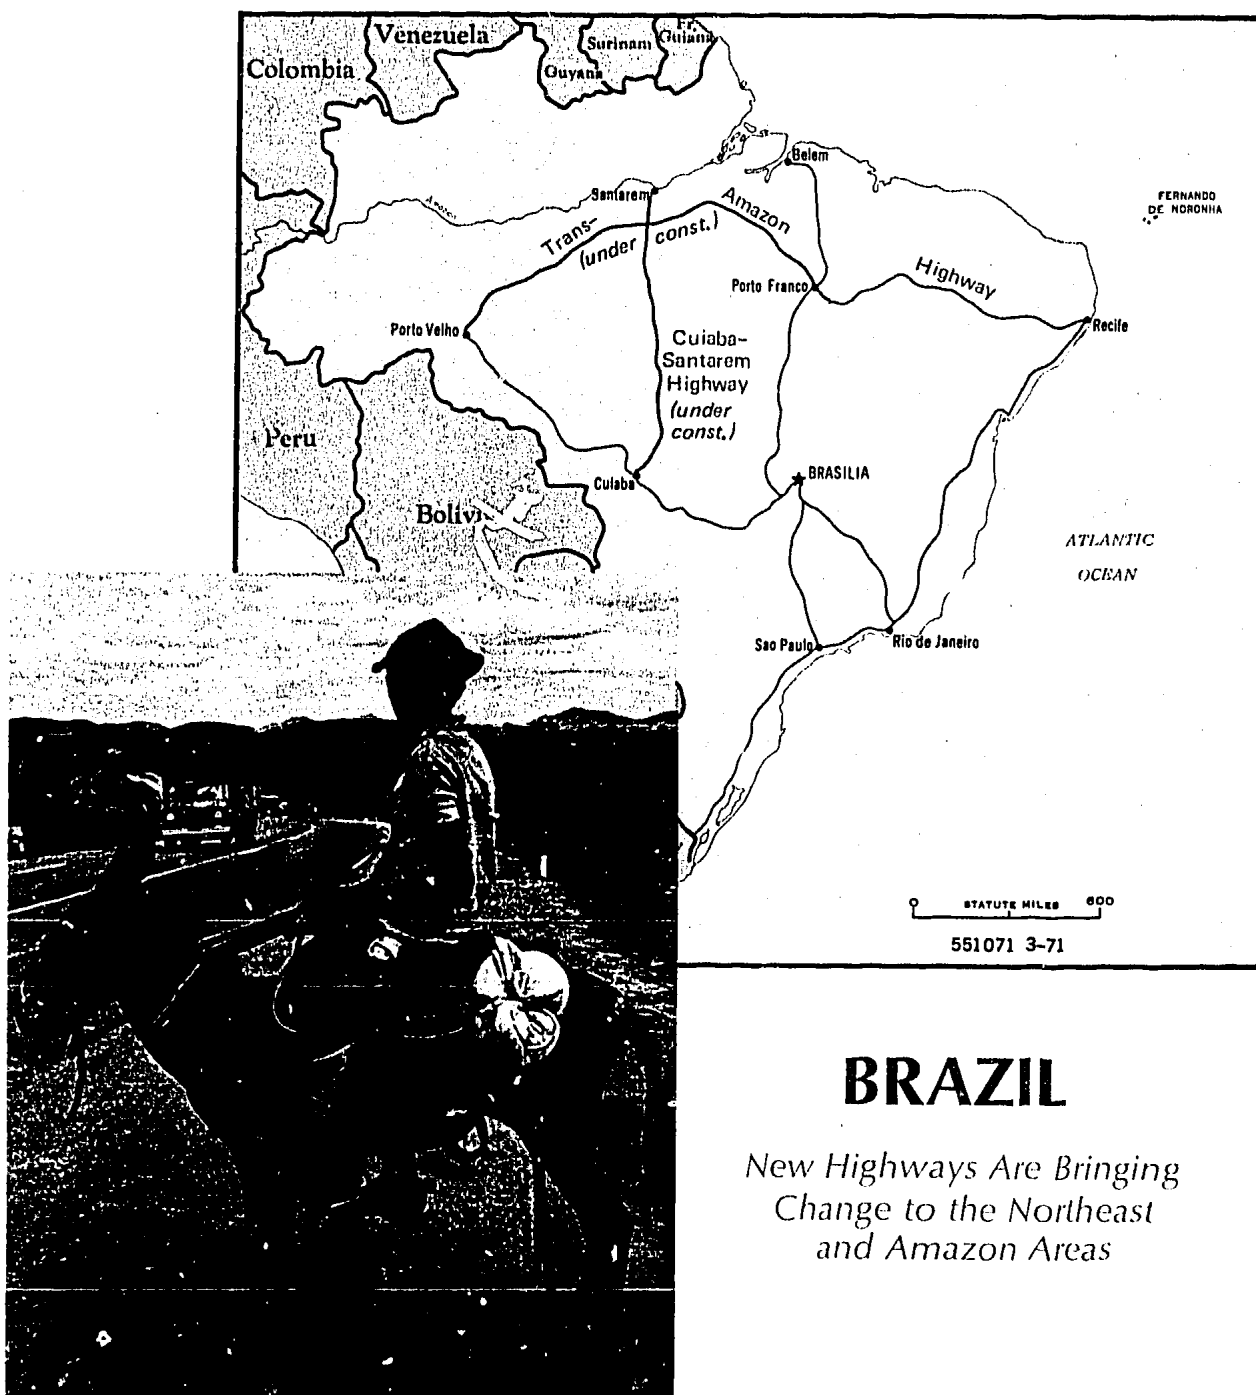 Venezuela
Colombia
Guyana
Surinam
Fr.
Guiana
Amazon
Santarem
Belem
FERNANDO
DE NORONHA
Trans-
Amazon
(under const.)
Highway
Porto Franco
Recife
Porto Velho
Cuiaba-
Santarem
Highway
(under
const.)
Peru
Cuiaba
BRASILIA
Bolivi
ATLANTIC
OCEAN
Sao Paulo
Rio de Janeiro
0 STATUTE MILES 600
551071 3-71
BRAZIL
New Highways Are Bringing
Change to the Northeast
and Amazon Areas